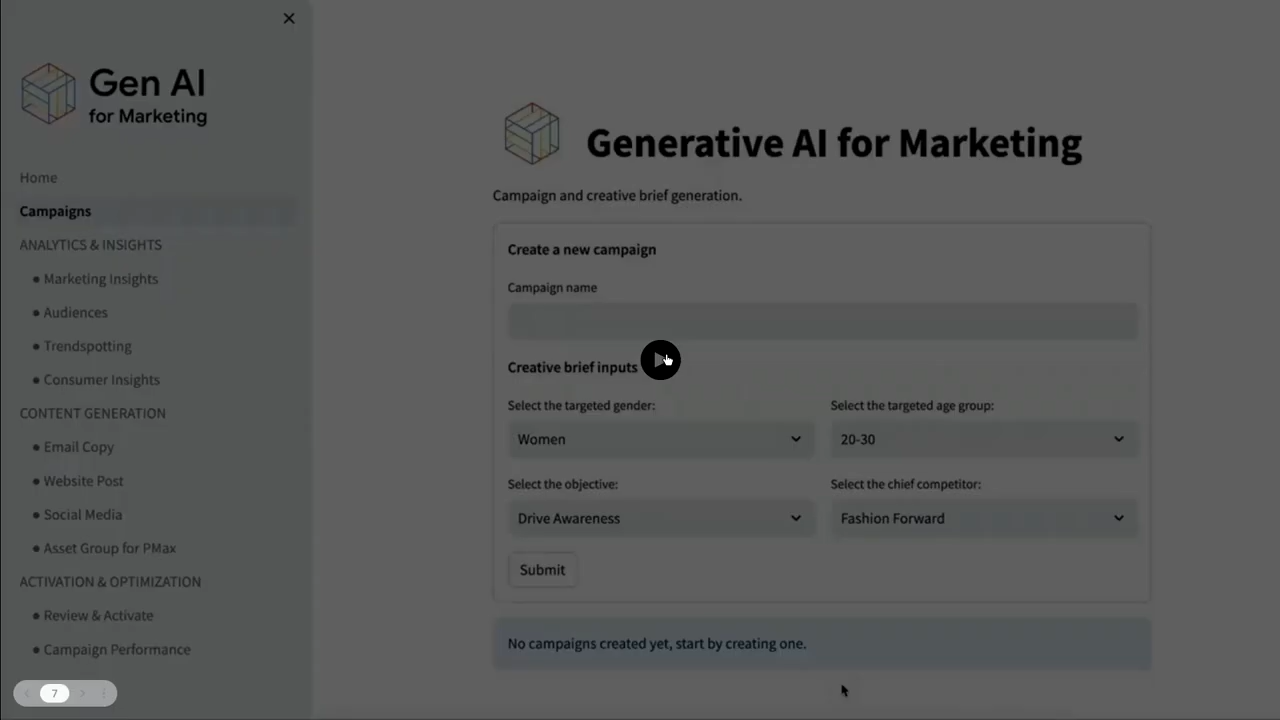 Gen AI
for Marketing
Home
Campaigns
ANALYTICS & INSIGHTS
Marketing Insights
Audiences
Trendspotting
Consumer Insights
CONTENT GENERATION
Email Copy
Website Post
Social Media
Asset Group for PMax
ACTIVATION & OPTIMIZATION
Review & Activate
Campaign Performance
7
Generative AI for Marketing
Campaign and creative brief generation.
Create a new campaign
Campaign name
Creative brief inputs
Select the targeted gender: Select the targeted age group:
Women 20-30
Select the objective: Select the chief competitor:
Drive Awareness Fashion Forward
Submit
No campaigns created yet, start by creating one.